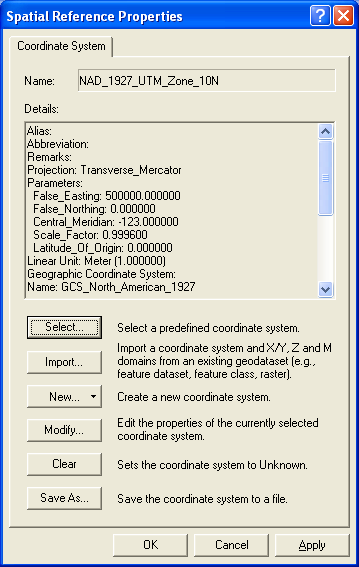 Spatial Reference Properties
Coordinate System
Name: NAD_1927_UTM_Zone_10N
Details:
Alias:
Abbreviation:
Remarks:
Projection: Transverse_Mercator
Parameters:
False_Easting: 500000.000000
False_Northing: 0.000000
Central_Meridian: -123.000000
Scale_Factor: 0.999600
Latitude_Of_Origin: 0.000000
Linear Unit: Meter (1.000000)
Geographic Coordinate System:
Name: GCS_North_American_1927
Select... Select a predefined coordinate system.
Import... Import a coordinate system and X/Y, Z and M
domains from an existing geodataset (e.g.,
feature dataset, feature class, raster).
New... Create a new coordinate system.
Modify... Edit the properties of the currently selected
coordinate system.
Clear Sets the coordinate system to Unknown.
Save As... Save the coordinate system to a file.
OK Cancel Apply